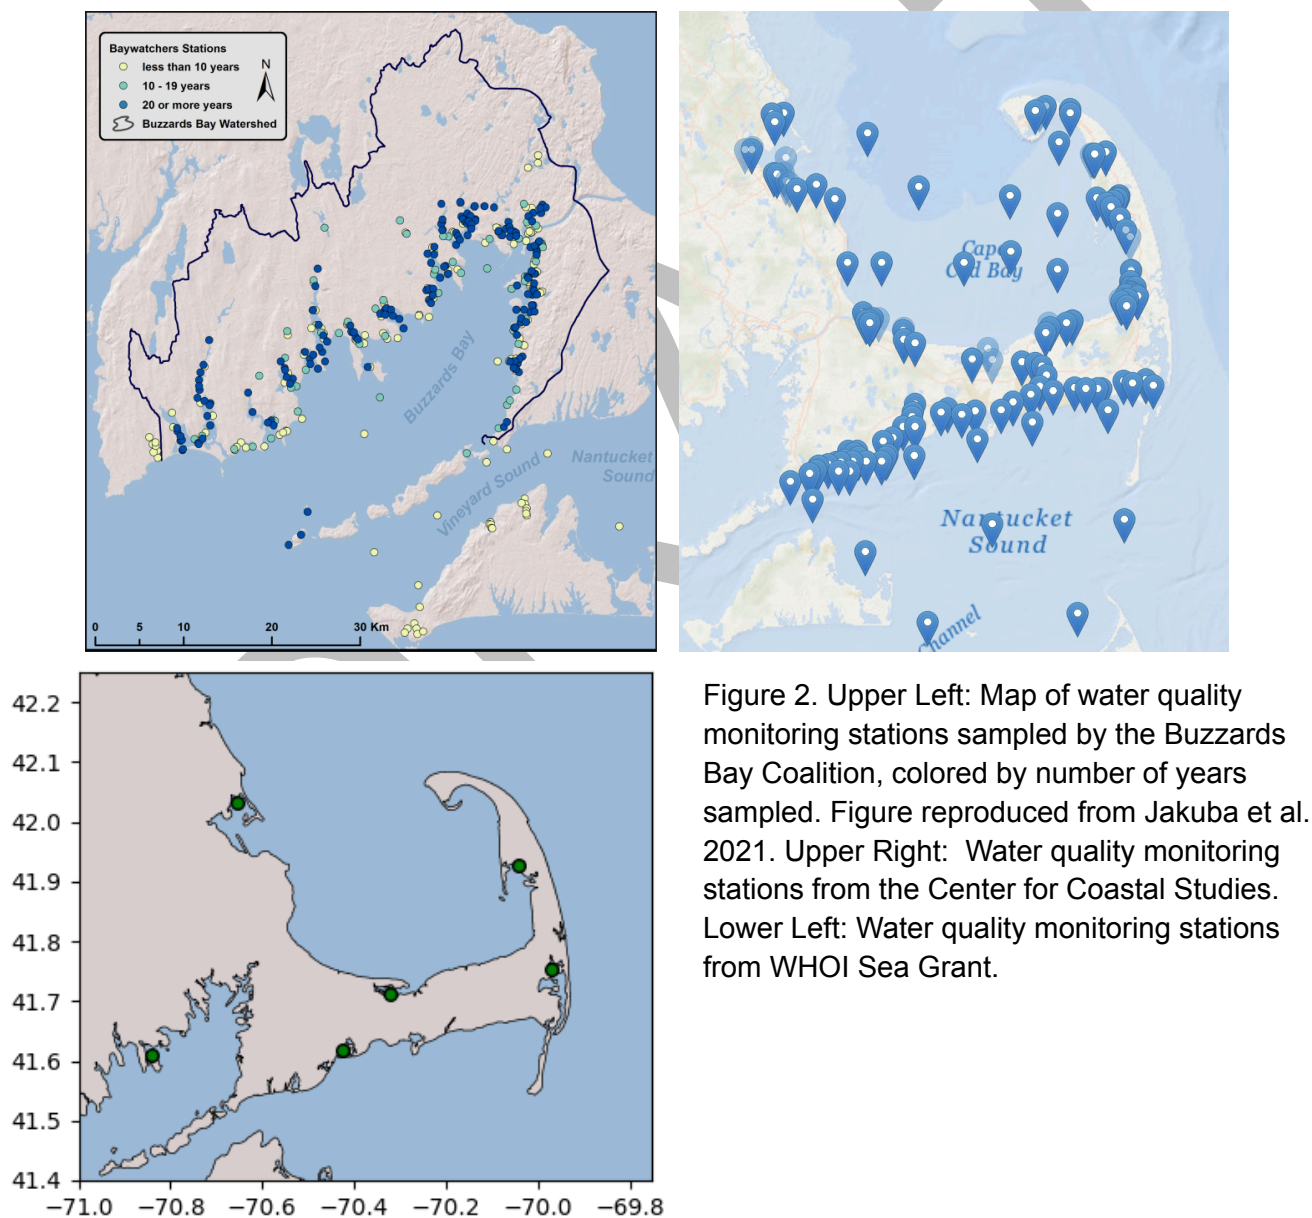 Baywatchers Stations
less than 10 years
10 - 19 years
20 or more years
Buzzards Bay Watershed
N
Buzzards Bay
Vineyard Sound
Nantucket
Sound
0 5 10 20 30 Km
Cape
Cod Bay
Nantucket
Sound
Channel
42.2
42.1
42.0
41.9
41.8
41.7
41.6
41.5
41.4
−71.0 −70.8 −70.6 −70.4 −70.2 −70.0 −69.8
Figure 2. Upper Left: Map of water quality
monitoring stations sampled by the Buzzards
Bay Coalition, colored by number of years
sampled. Figure reproduced from Jakuba et al.
2021. Upper Right:  Water quality monitoring
stations from the Center for Coastal Studies.
Lower Left: Water quality monitoring stations
from WHOI Sea Grant.